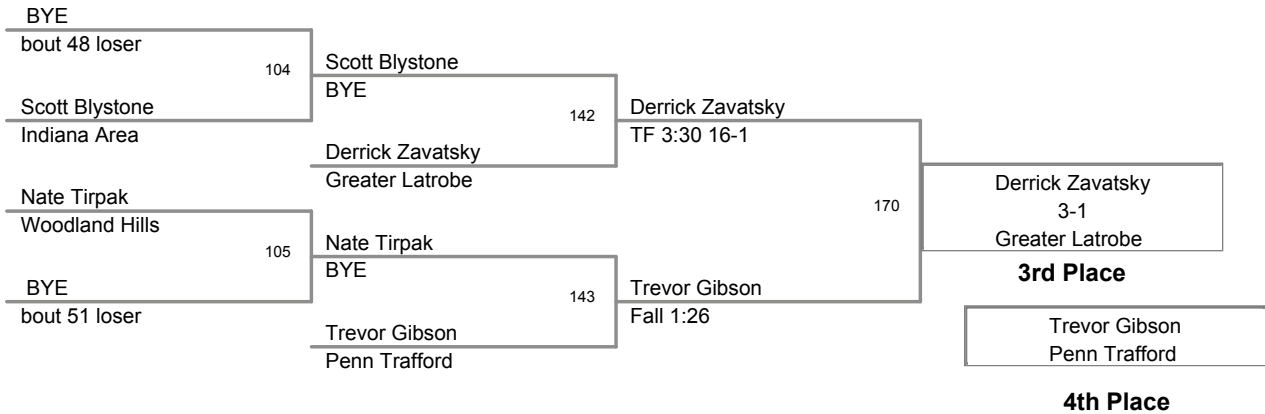 BYE
bout 48 loser
104
Scott Blystone
Indiana Area
Scott Blystone
BYE
142
Derrick Zavatsky
Greater Latrobe
Derrick Zavatsky
TF 3:30 16-1
Nate Tirpak
Woodland Hills
105
BYE
bout 51 loser
Nate Tirpak
BYE
143
Trevor Gibson
Penn Trafford
Trevor Gibson
Fall 1:26
170
Derrick Zavatsky
3-1
Greater Latrobe
3rd Place
Trevor Gibson
Penn Trafford
4th Place